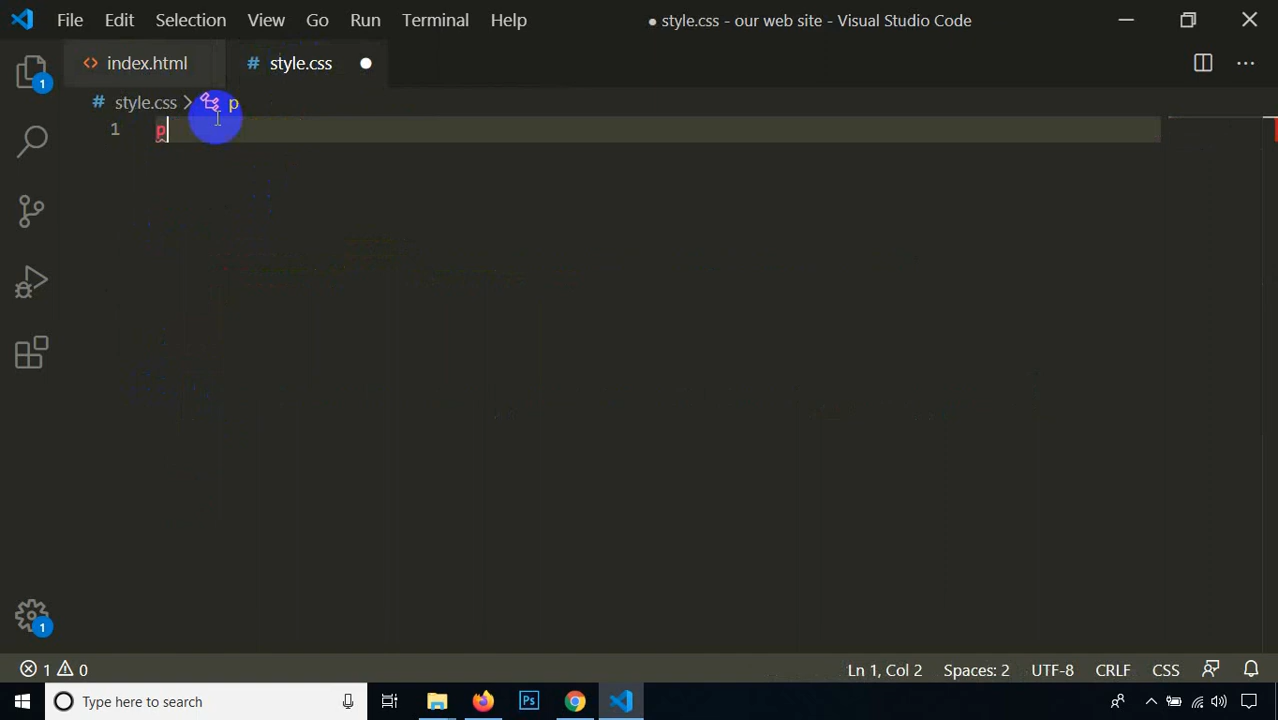 File Edit Selection View Go Run Terminal Help ● style.css - our web site - Visual Studio Code
<> index.html # style.css
# style.css > p
1 p
1
1
1 0 Ln 1, Col 2 Spaces: 2 UTF-8 CRLF CSS
Type here to search Ps